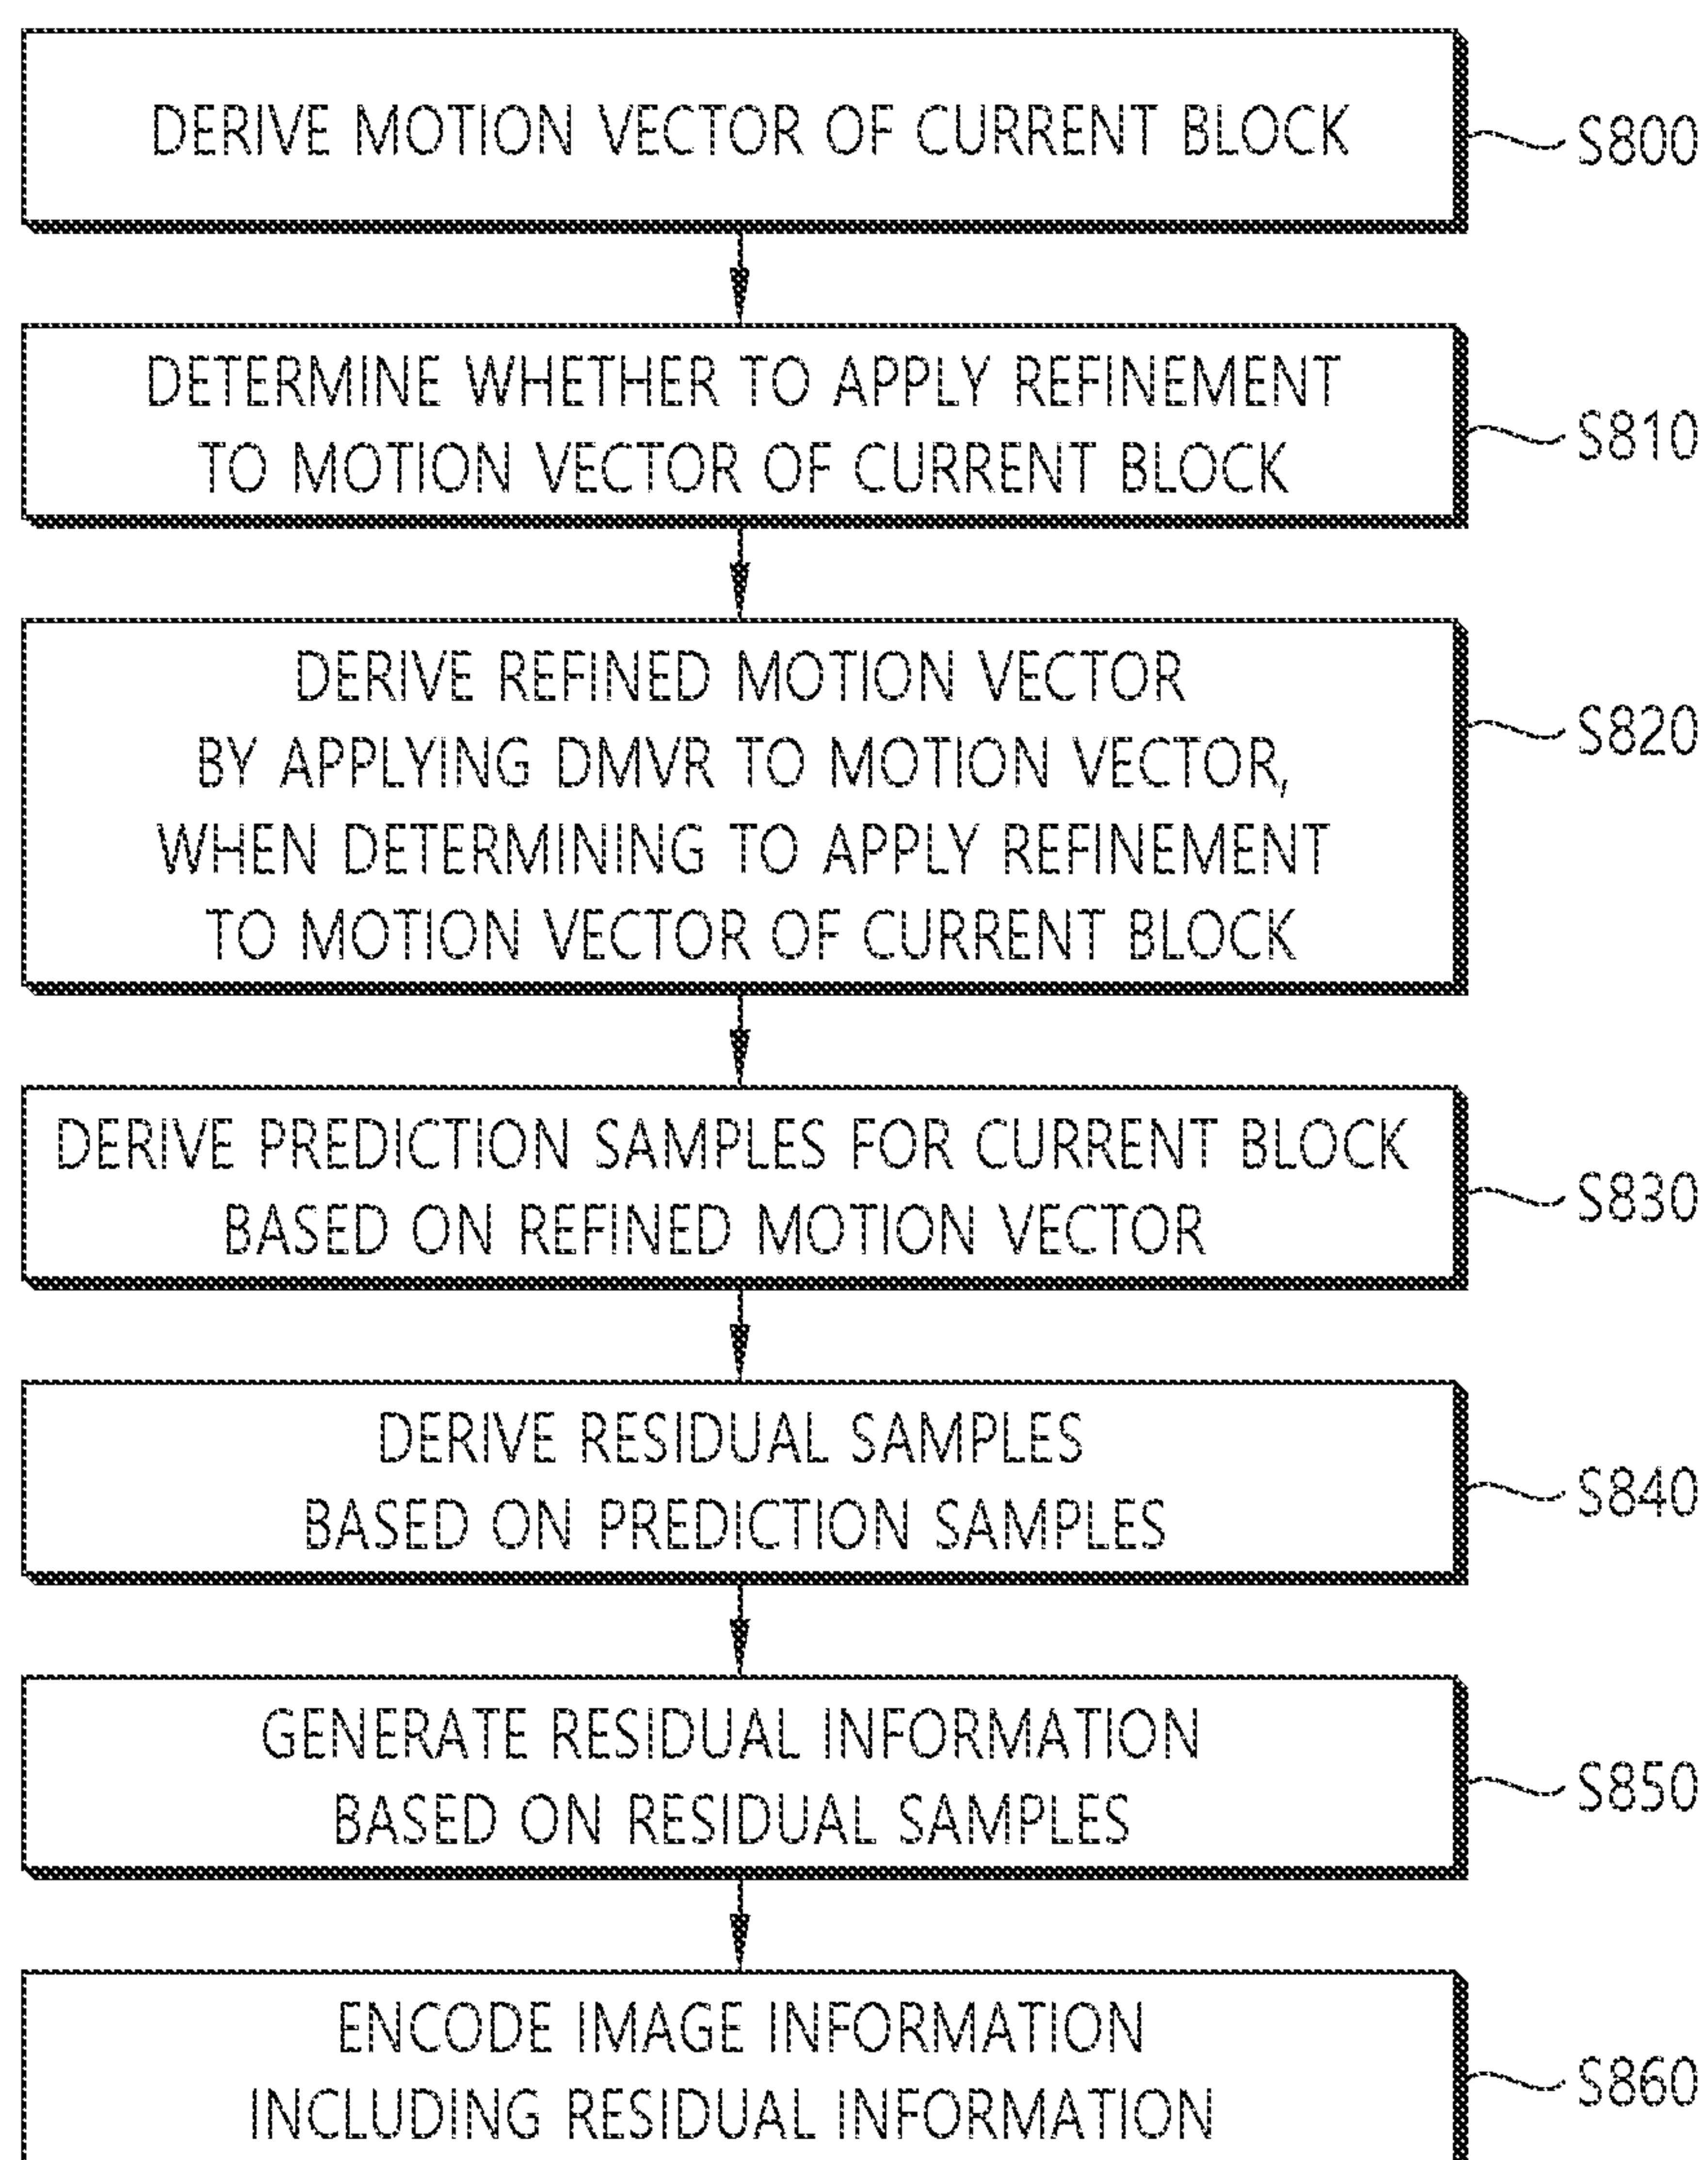 DERIVE MOTION VECTOR OF CURRENT BLOCK
S800
DETERMINE WHETHER TO APPLY REFINEMENT
TO MOTION VECTOR OF CURRENT BLOCK
S810
DERIVE REFINED MOTION VECTOR
BY APPLYING DMVR TO MOTION VECTOR,
WHEN DETERMINING TO APPLY REFINEMENT
TO MOTION VECTOR OF CURRENT BLOCK
S820
DERIVE PREDICTION SAMPLES FOR CURRENT BLOCK
BASED ON REFINED MOTION VECTOR
S830
DERIVE RESIDUAL SAMPLES
BASED ON PREDICTION SAMPLES
S840
GENERATE RESIDUAL INFORMATION
BASED ON RESIDUAL SAMPLES
S850
ENCODE IMAGE INFORMATION
INCLUDING RESIDUAL INFORMATION
S860